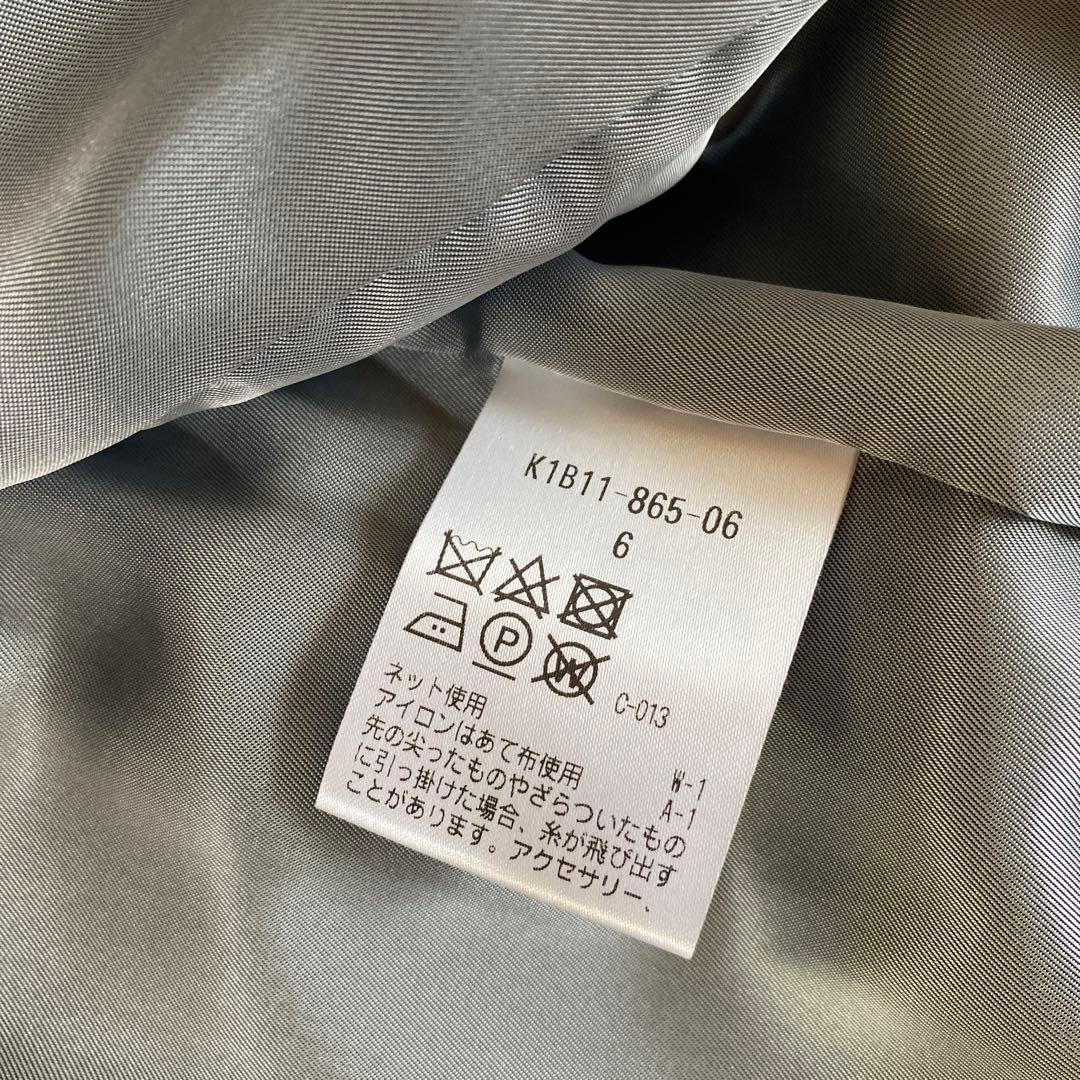 K1B11-865-06
6
P
W
C-013
ネット使用 W-1
アイロンはあて布使用 A-1
先の尖ったものやざらついたもの
に引っ掛けた場合、糸が飛び出す
ことがあります。アクセサリー、